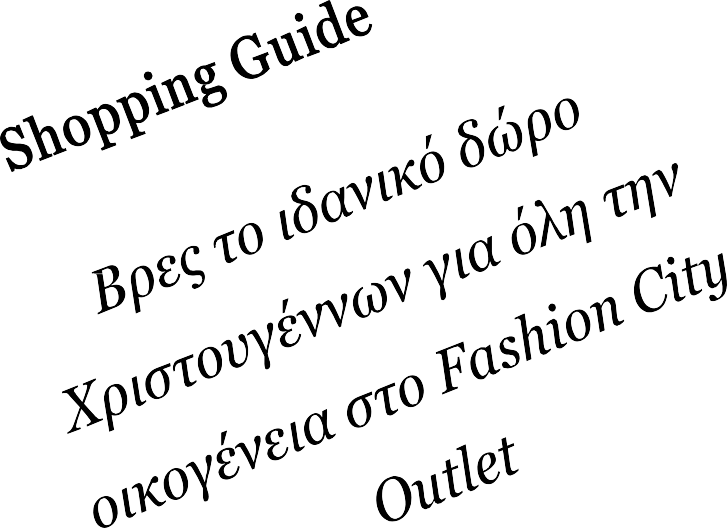 Shopping Guide
Βρες το ιδανικό δώρο
Χριστουγέννων για όλη την
οικογένεια στο Fashion City
Outlet